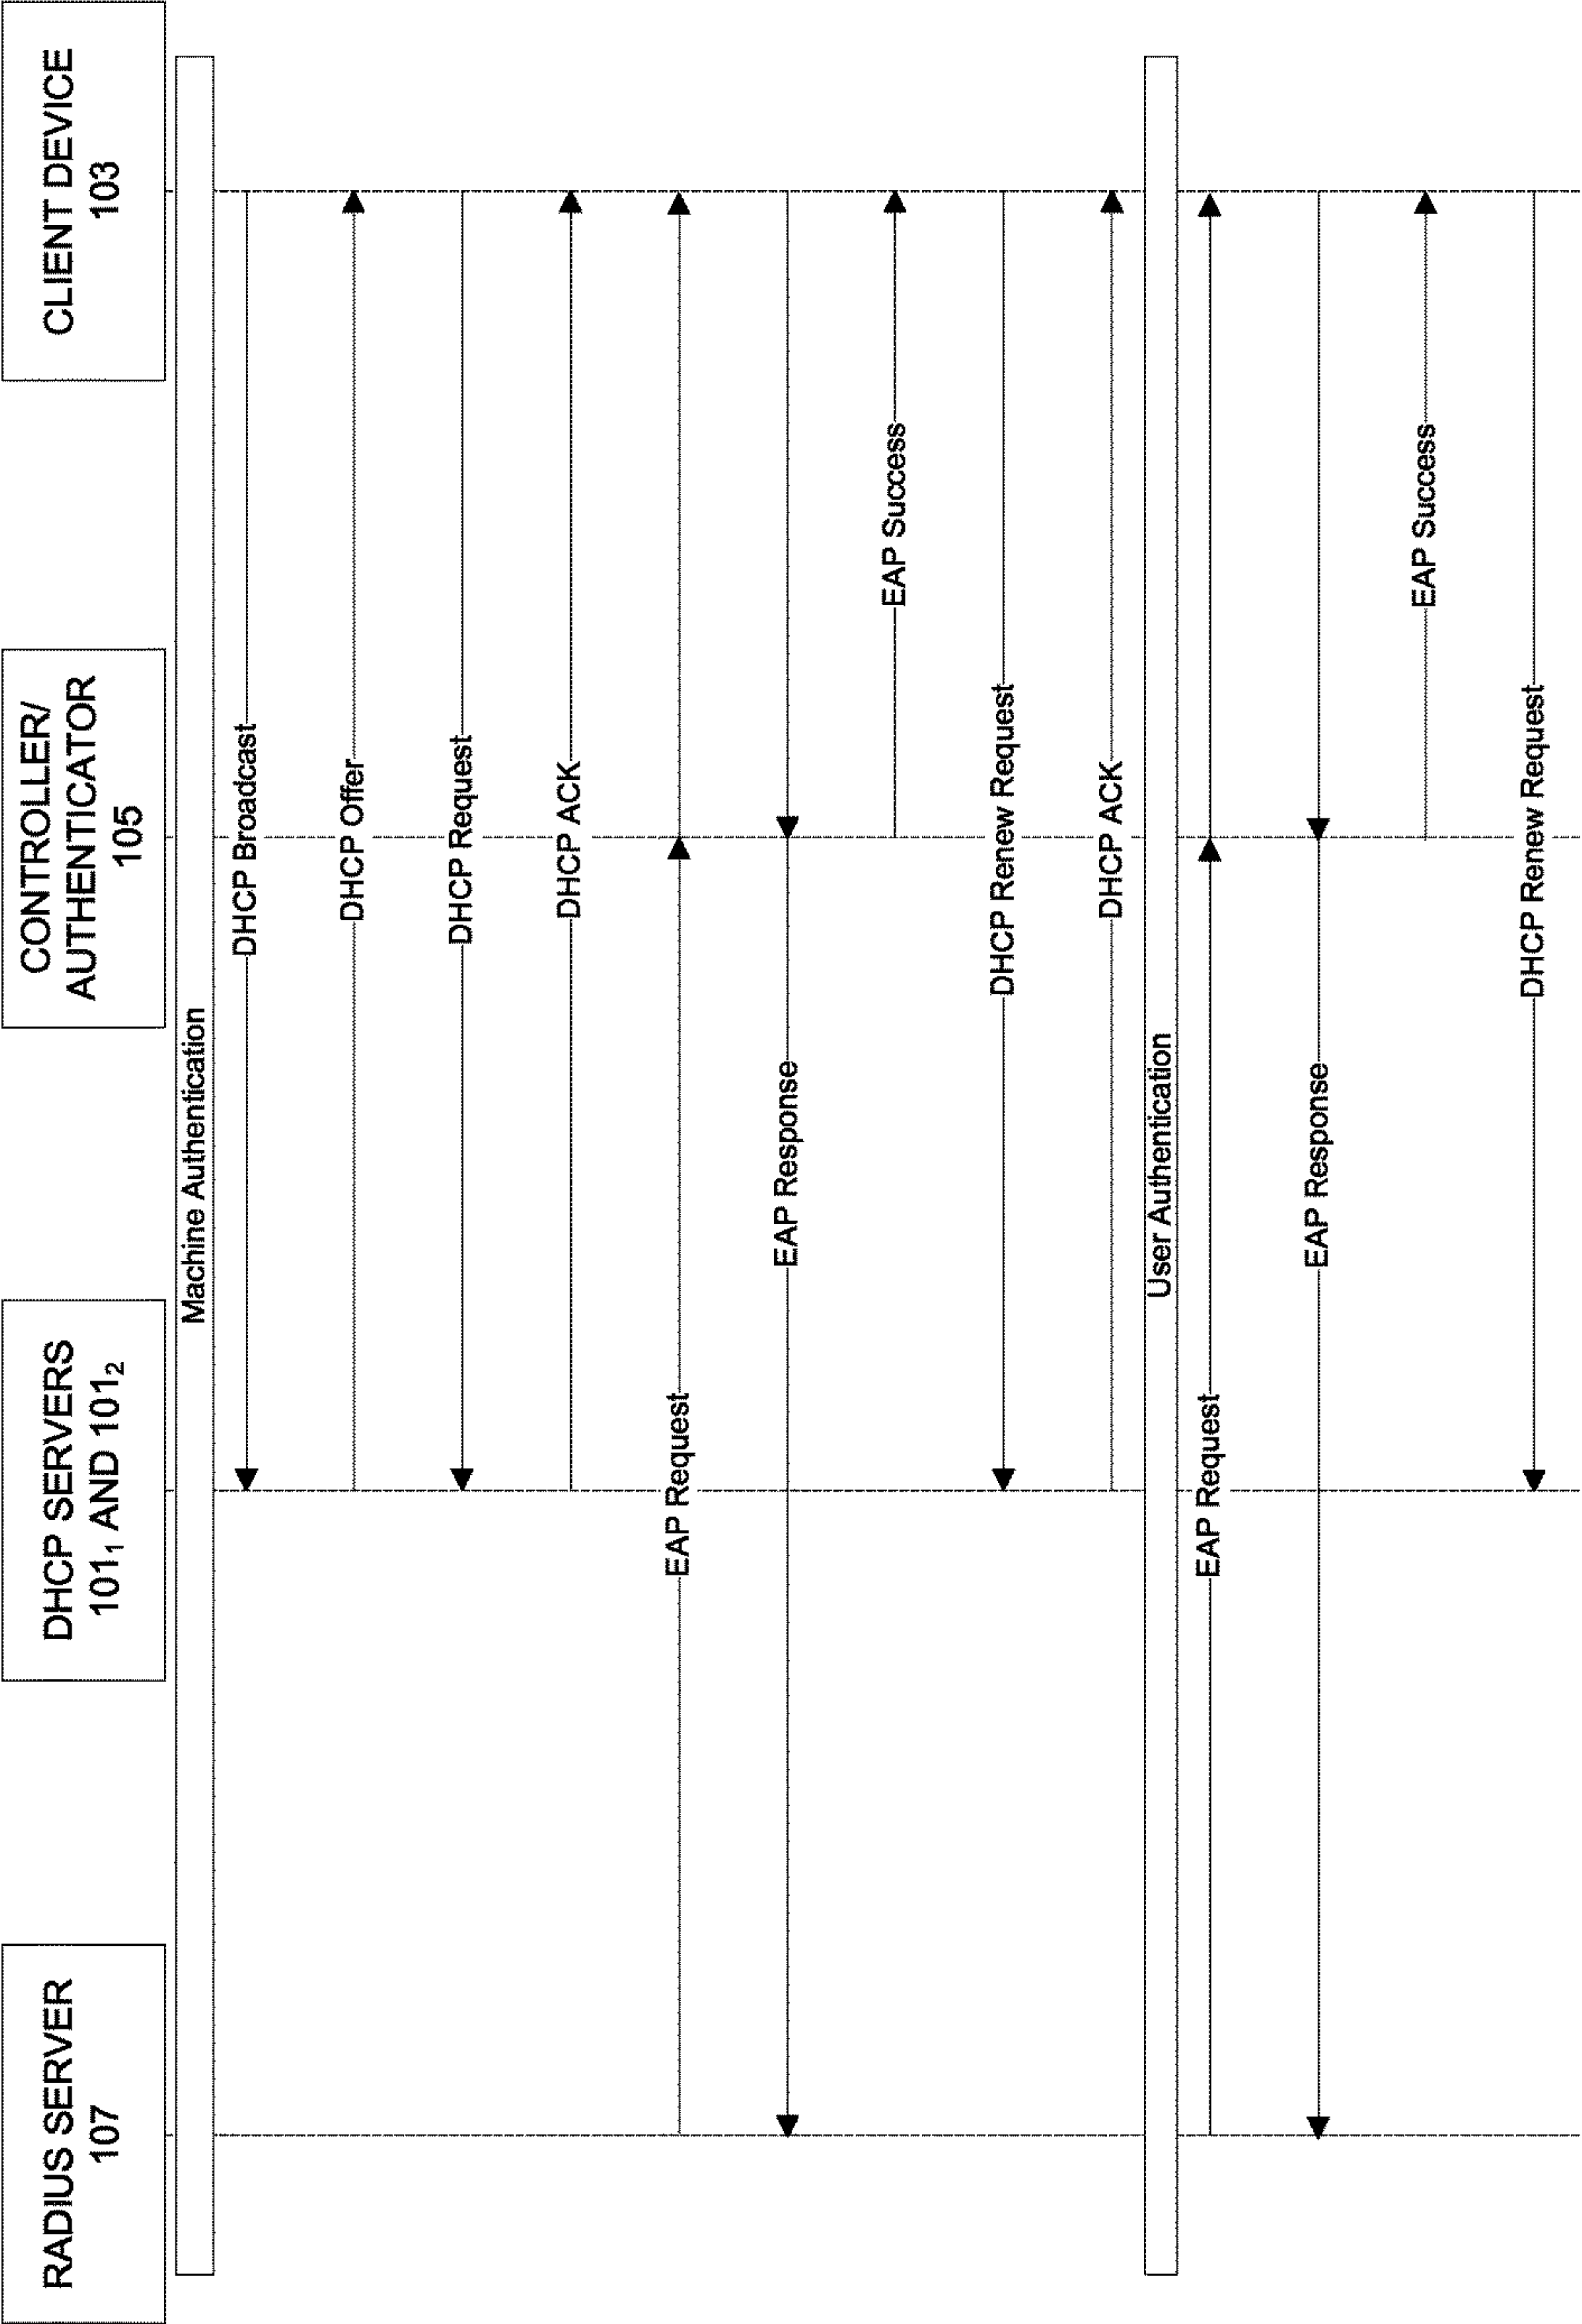 RADIUS SERVER
107
DHCP SERVERS
101₁ AND 101₂
CONTROLLER/
AUTHENTICATOR
105
CLIENT DEVICE
103
Machine Authentication
DHCP Broadcast
DHCP Offer
DHCP Request
DHCP ACK
EAP Request
EAP Response
EAP Success
DHCP Renew Request
DHCP ACK
User Authentication
EAP Request
EAP Response
EAP Success
DHCP Renew Request